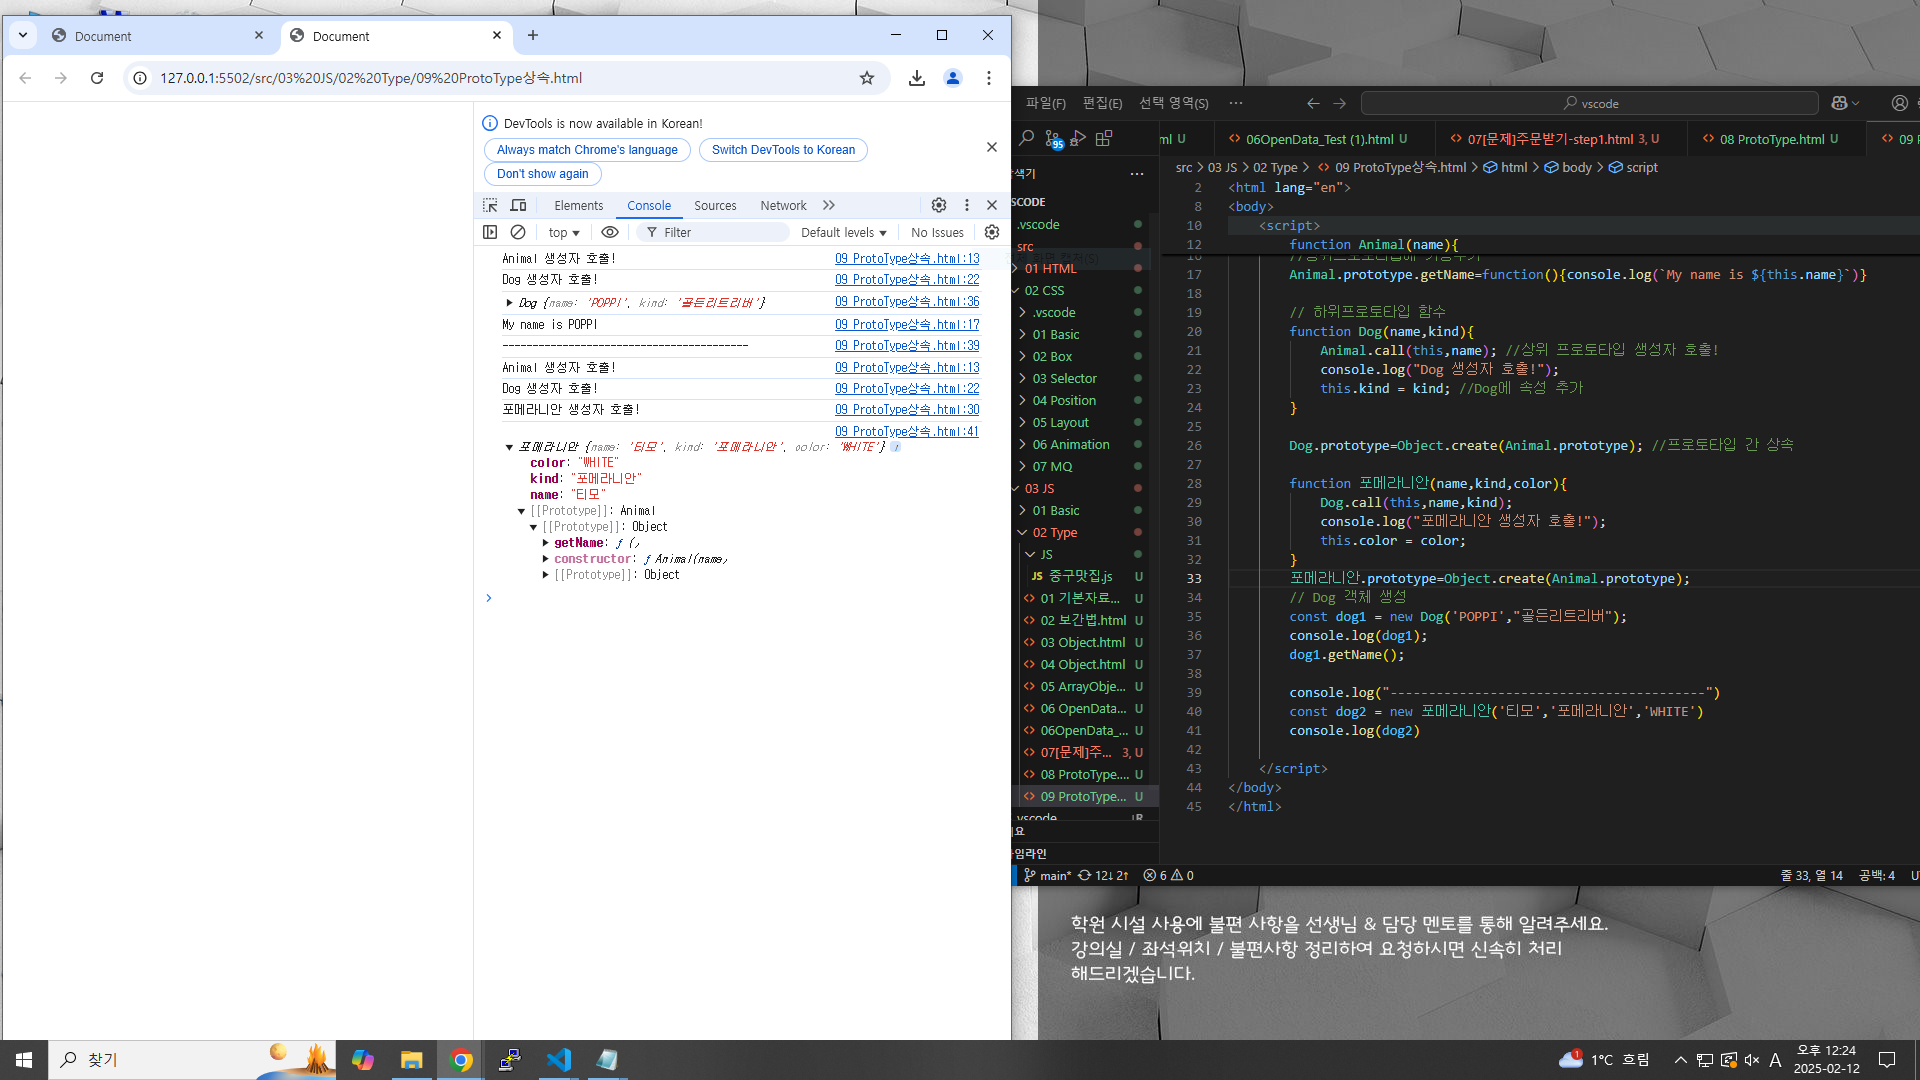 Document
Document
127.0.0.1:5502/src/03%20JS/02%20Type/09%20ProtoType상속.html
DevTools is now available in Korean!
Always match Chrome's language
Switch DevTools to Korean
Don't show again
Elements Console Sources Network
top Filter Default levels No Issues
Animal 생성자 호출! 09 ProtoType상속.html:13
Dog 생성자 호출! 09 ProtoType상속.html:22
Dog {name: 'POPPI', kind: '골든리트리버'} 09 ProtoType상속.html:36
My name is POPPI 09 ProtoType상속.html:17
----------------------------------------- 09 ProtoType상속.html:39
Animal 생성자 호출! 09 ProtoType상속.html:13
Dog 생성자 호출! 09 ProtoType상속.html:22
포메라니안 생성자 호출! 09 ProtoType상속.html:30
09 ProtoType상속.html:41
포메라니안 {name: '티모', kind: '포메라니안', color: 'WHITE'}
color: "WHITE"
kind: "포메라니안"
name: "티모"
[[Prototype]]: Animal
[[Prototype]]: Object
getName: ƒ (,
constructor: ƒ Animal(name,
[[Prototype]]: Object
파일(F) 편집(E) 선택 영역(S) ···
vscode
95
ml U
06OpenData_Test (1).html U
07[문제]주문받기-step1.html 3, U
08 ProtoType.html U
09 P
색기
SCODE
.vscode
src
01 HTML
02 CSS
.vscode
01 Basic
02 Box
03 Selector
04 Position
05 Layout
06 Animation
07 MQ
03 JS
01 Basic
02 Type
JS
JS 중구맛집.js U
01 기본자료... U
02 보간법.html U
03 Object.html U
04 Object.html U
05 ArrayObje... U
06 OpenData... U
06OpenData_... U
07[문제]주... 3, U
08 ProtoType.... U
09 ProtoType... U
임라인
src > 03 JS > 02 Type > 09 ProtoType상속.html > html > body > script
2 <html lang="en">
8 <body>
10 <script>
12 function Animal(name){
17 Animal.prototype.getName=function(){console.log(`My name is ${this.name}`)}
18
19 // 하위프로토타입 함수
20 function Dog(name,kind){
21 Animal.call(this,name); //상위 프로토타입 생성자 호출!
22 console.log("Dog 생성자 호출!");
23 this.kind = kind; //Dog에 속성 추가
24 }
25
26 Dog.prototype=Object.create(Animal.prototype); //프로토타입 간 상속
27
28 function 포메라니안(name,kind,color){
29 Dog.call(this,name,kind);
30 console.log("포메라니안 생성자 호출!");
31 this.color = color;
32 }
33 포메라니안.prototype=Object.create(Animal.prototype);
34 // Dog 객체 생성
35 const dog1 = new Dog('POPPI',"골든리트리버");
36 console.log(dog1);
37 dog1.getName();
38
39 console.log("-----------------------------------------")
40 const dog2 = new 포메라니안('티모','포메라니안','WHITE')
41 console.log(dog2)
42
43 </script>
44 </body>
45 </html>
main* 12↓ 2↑ 6 0
줄 33, 열 14 공백: 4 U
학원 시설 사용에 불편 사항을 선생님 & 담당 멘토를 통해 알려주세요.
강의실 / 좌석위치 / 불편사항 정리하여 요청하시면 신속히 처리
해드리겠습니다.
찾기
1
1°C 흐림
A
오후 12:24
2025-02-12